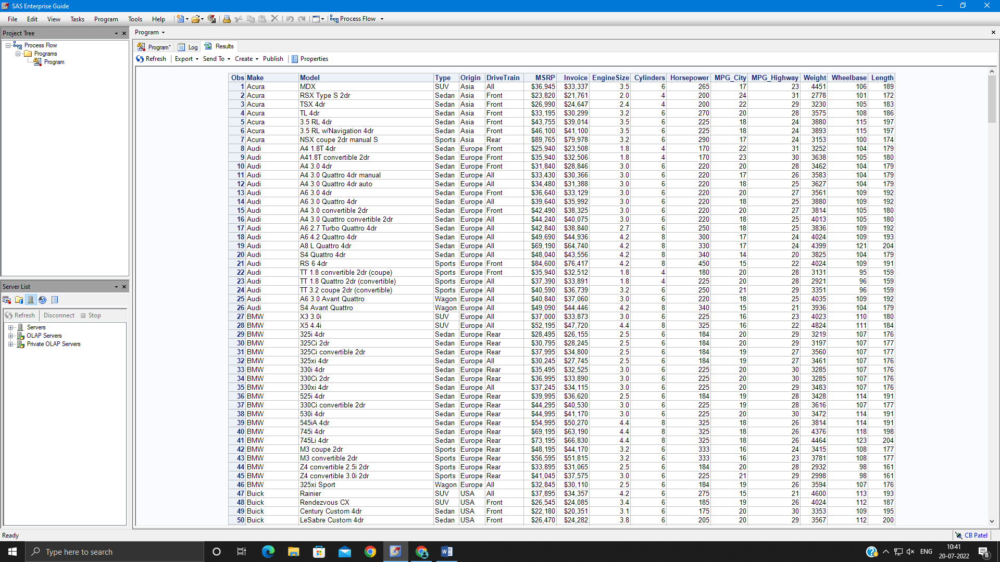 SAS Enterprise Guide
File Edit View Tasks Program Tools Help Process Flow
Project Tree
Process Flow
Programs
Program
Server List
Refresh Disconnect Stop
Servers
OLAP Servers
Private OLAP Servers
Program
Program* Log Results
Refresh Export Send To Create Publish Properties
Obs Make Model Type Origin DriveTrain MSRP Invoice EngineSize Cylinders Horsepower MPG_City MPG_Highway Weight Wheelbase Length
1 Acura MDX SUV Asia All $36,945 $33,337 3.5 6 265 17 23 4451 106 189
2 Acura RSX Type S 2dr Sedan Asia Front $23,820 $21,761 2.0 4 200 24 31 2778 101 172
3 Acura TSX 4dr Sedan Asia Front $26,990 $24,647 2.4 4 200 22 29 3230 105 183
4 Acura TL 4dr Sedan Asia Front $33,195 $30,299 3.2 6 270 20 28 3575 108 186
5 Acura 3.5 RL 4dr Sedan Asia Front $43,755 $39,014 3.5 6 225 18 24 3880 115 197
6 Acura 3.5 RL w/Navigation 4dr Sedan Asia Front $46,100 $41,100 3.5 6 225 18 24 3893 115 197
7 Acura NSX coupe 2dr manual S Sports Asia Rear $89,765 $79,978 3.2 6 290 17 24 3153 100 174
8 Audi A4 1.8T 4dr Sedan Europe Front $25,940 $23,508 1.8 4 170 22 31 3252 104 179
9 Audi A41.8T convertible 2dr Sedan Europe Front $35,940 $32,506 1.8 4 170 23 30 3638 105 180
10 Audi A4 3.0 4dr Sedan Europe Front $31,840 $28,846 3.0 6 220 20 28 3462 104 179
11 Audi A4 3.0 Quattro 4dr manual Sedan Europe All $33,430 $30,366 3.0 6 220 17 26 3583 104 179
12 Audi A4 3.0 Quattro 4dr auto Sedan Europe All $34,480 $31,388 3.0 6 220 18 25 3627 104 179
13 Audi A6 3.0 4dr Sedan Europe Front $36,640 $33,129 3.0 6 220 20 27 3561 109 192
14 Audi A6 3.0 Quattro 4dr Sedan Europe All $39,640 $35,992 3.0 6 220 18 25 3880 109 192
15 Audi A4 3.0 convertible 2dr Sedan Europe Front $42,490 $38,325 3.0 6 220 20 27 3814 105 180
16 Audi A4 3.0 Quattro convertible 2dr Sedan Europe All $44,240 $40,075 3.0 6 220 18 25 4013 105 180
17 Audi A6 2.7 Turbo Quattro 4dr Sedan Europe All $42,840 $38,840 2.7 6 250 18 25 3836 109 192
18 Audi A6 4.2 Quattro 4dr Sedan Europe All $49,690 $44,936 4.2 8 300 17 24 4024 109 193
19 Audi A8 L Quattro 4dr Sedan Europe All $69,190 $64,740 4.2 8 330 17 24 4399 121 204
20 Audi S4 Quattro 4dr Sedan Europe All $48,040 $43,556 4.2 8 340 14 20 3825 104 179
21 Audi RS 6 4dr Sports Europe Front $84,600 $76,417 4.2 8 450 15 22 4024 109 191
22 Audi TT 1.8 convertible 2dr (coupe) Sports Europe Front $35,940 $32,512 1.8 4 180 20 28 3131 95 159
23 Audi TT 1.8 Quattro 2dr (convertible) Sports Europe All $37,390 $33,891 1.8 4 225 20 28 2921 96 159
24 Audi TT 3.2 coupe 2dr (convertible) Sports Europe All $40,590 $36,739 3.2 6 250 21 29 3351 96 159
25 Audi A6 3.0 Avant Quattro Wagon Europe All $40,840 $37,060 3.0 6 220 18 25 4035 109 192
26 Audi S4 Avant Quattro Wagon Europe All $49,090 $44,446 4.2 8 340 15 21 3936 104 179
27 BMW X3 3.0i SUV Europe All $37,000 $33,873 3.0 6 225 16 23 4023 110 180
28 BMW X5 4.4i SUV Europe All $52,195 $47,720 4.4 8 325 16 22 4824 111 184
29 BMW 325i 4dr Sedan Europe Rear $28,495 $26,155 2.5 6 184 20 29 3219 107 176
30 BMW 325Ci 2dr Sedan Europe Rear $30,795 $28,245 2.5 6 184 20 29 3197 107 177
31 BMW 325Ci convertible 2dr Sedan Europe Rear $37,995 $34,800 2.5 6 184 19 27 3560 107 177
32 BMW 325xi 4dr Sedan Europe All $30,245 $27,745 2.5 6 184 19 27 3461 107 176
33 BMW 330i 4dr Sedan Europe Rear $35,495 $32,525 3.0 6 225 20 30 3285 107 176
34 BMW 330Ci 2dr Sedan Europe Rear $36,995 $33,890 3.0 6 225 20 30 3285 107 176
35 BMW 330xi 4dr Sedan Europe All $37,245 $34,115 3.0 6 225 20 29 3483 107 176
36 BMW 525i 4dr Sedan Europe Rear $39,995 $36,620 2.5 6 184 19 28 3428 114 191
37 BMW 330Ci convertible 2dr Sedan Europe Rear $44,295 $40,530 3.0 6 225 19 28 3616 107 177
38 BMW 530i 4dr Sedan Europe Rear $44,995 $41,170 3.0 6 225 20 30 3472 114 191
39 BMW 545iA 4dr Sedan Europe Rear $54,995 $50,270 4.4 8 325 18 26 3814 114 191
40 BMW 745i 4dr Sedan Europe Rear $69,195 $63,190 4.4 8 325 18 26 4376 118 198
41 BMW 745Li 4dr Sedan Europe Rear $73,195 $66,830 4.4 8 325 18 26 4464 123 204
42 BMW M3 coupe 2dr Sports Europe Rear $48,195 $44,170 3.2 6 333 16 24 3415 108 177
43 BMW M3 convertible 2dr Sports Europe Rear $56,595 $51,815 3.2 6 333 16 23 3781 108 177
44 BMW Z4 convertible 2.5i 2dr Sports Europe Rear $33,895 $31,065 2.5 6 184 20 28 2932 98 161
45 BMW Z4 convertible 3.0i 2dr Sports Europe Rear $41,045 $37,575 3.0 6 225 21 29 2998 98 161
46 BMW 325xi Sport Wagon Europe All $32,845 $30,110 2.5 6 184 19 26 3594 107 176
47 Buick Rainier SUV USA All $37,895 $34,357 4.2 6 275 15 21 4600 113 193
48 Buick Rendezvous CX SUV USA Front $26,545 $24,085 3.4 6 185 19 26 4024 112 187
49 Buick Century Custom 4dr Sedan USA Front $22,180 $20,351 3.1 6 175 20 30 3353 109 195
50 Buick LeSabre Custom 4dr Sedan USA Front $26,470 $24,282 3.8 6 205 20 29 3567 112 200
Ready
CB Patel
Type here to search
ENG
10:41
20-07-2022
8